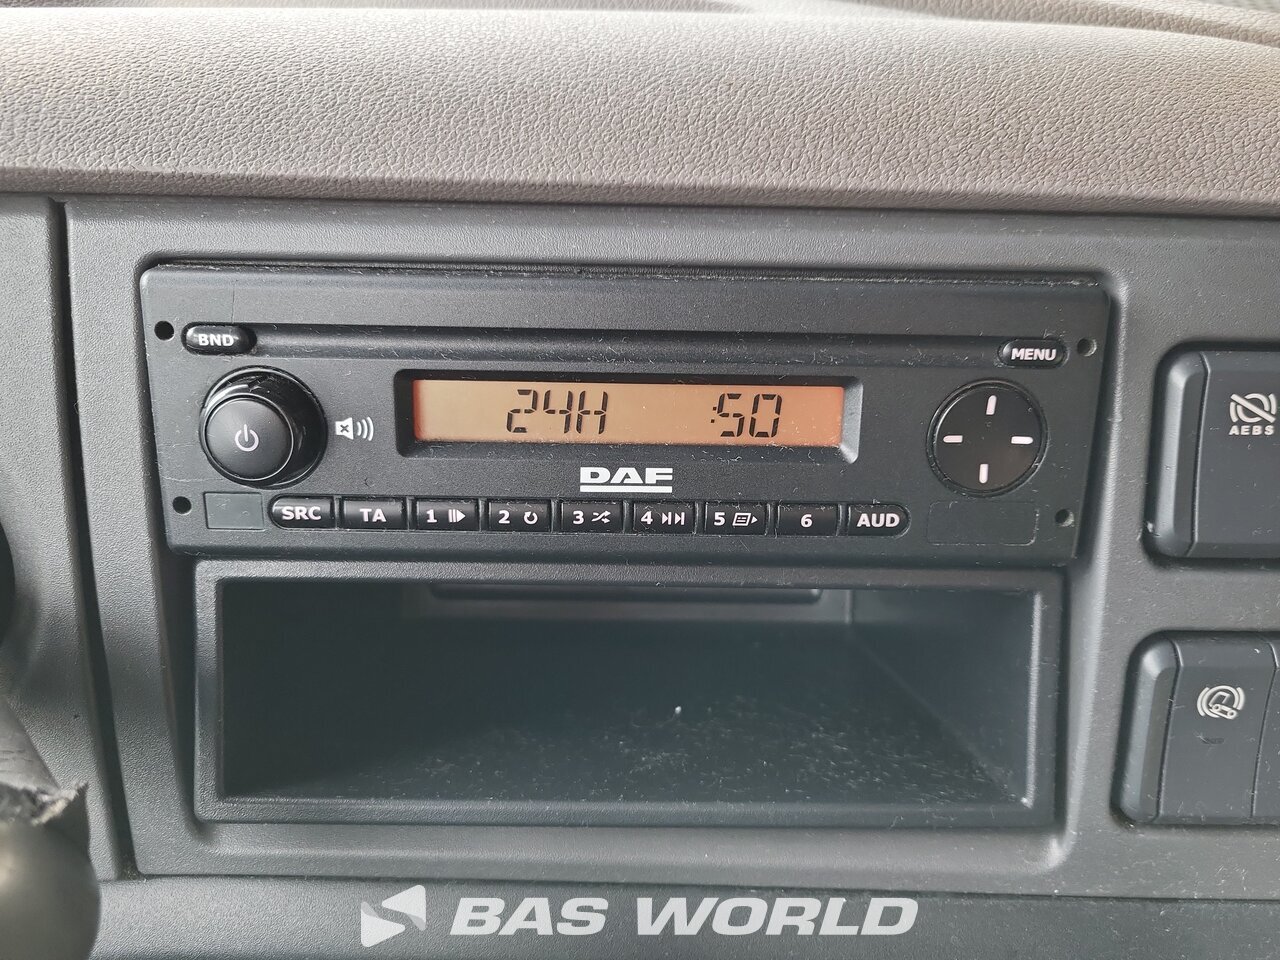 BND
MENU
24H :50
DAF
SRC TA 1 2 3 4 5 6 AUD
AEBS
BAS WORLD